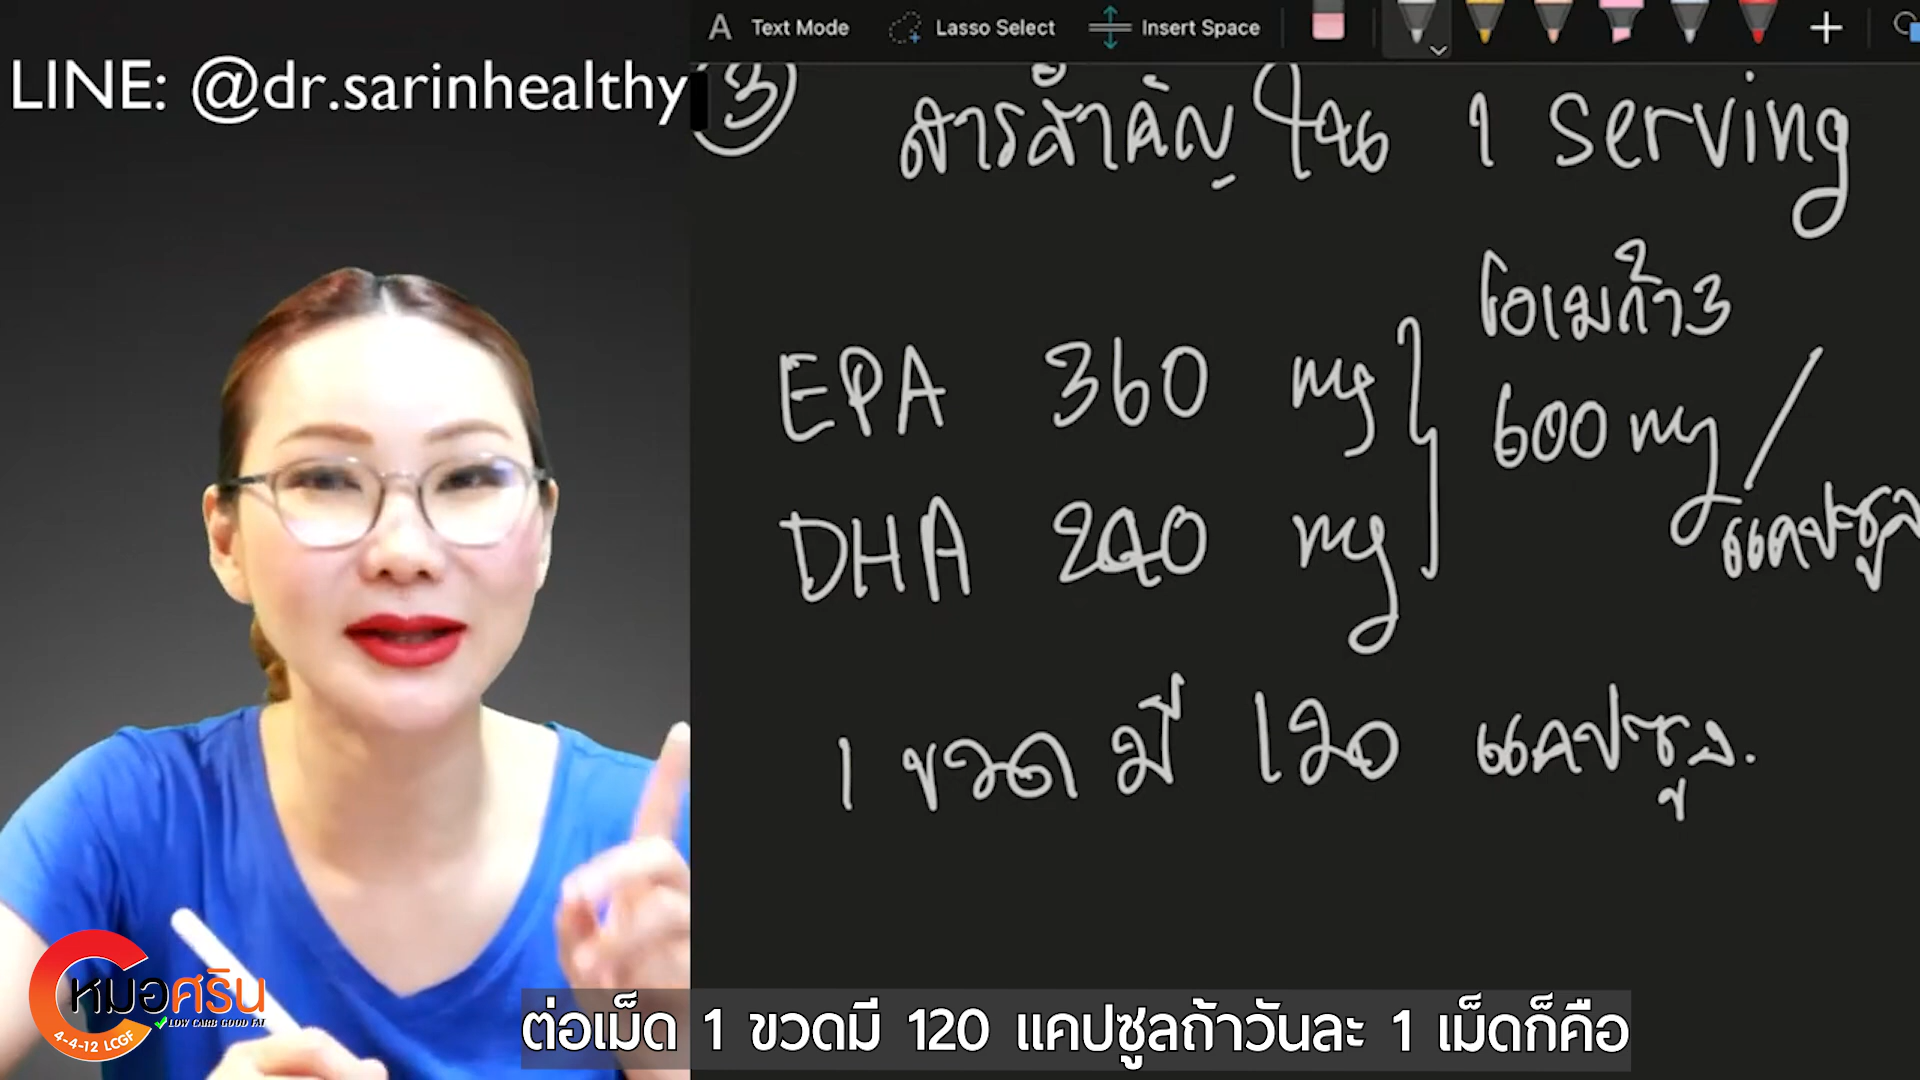 A Text Mode Lasso Select Insert Space
LINE: @dr.sarinhealthy
3 สารสำคัญใน 1 serving
โอเมก้า3
EPA 360 mg
600 mg/
แคปซูล
DHA 240 mg
1 ขวด มี 120 แคปซูล.
หมอศริน
LOW CARB GOOD FAT
4-4-12 LCGF
ต่อเม็ด 1 ขวดมี 120 แคปซูลถ้าวันละ 1 เม็ดก็คือ